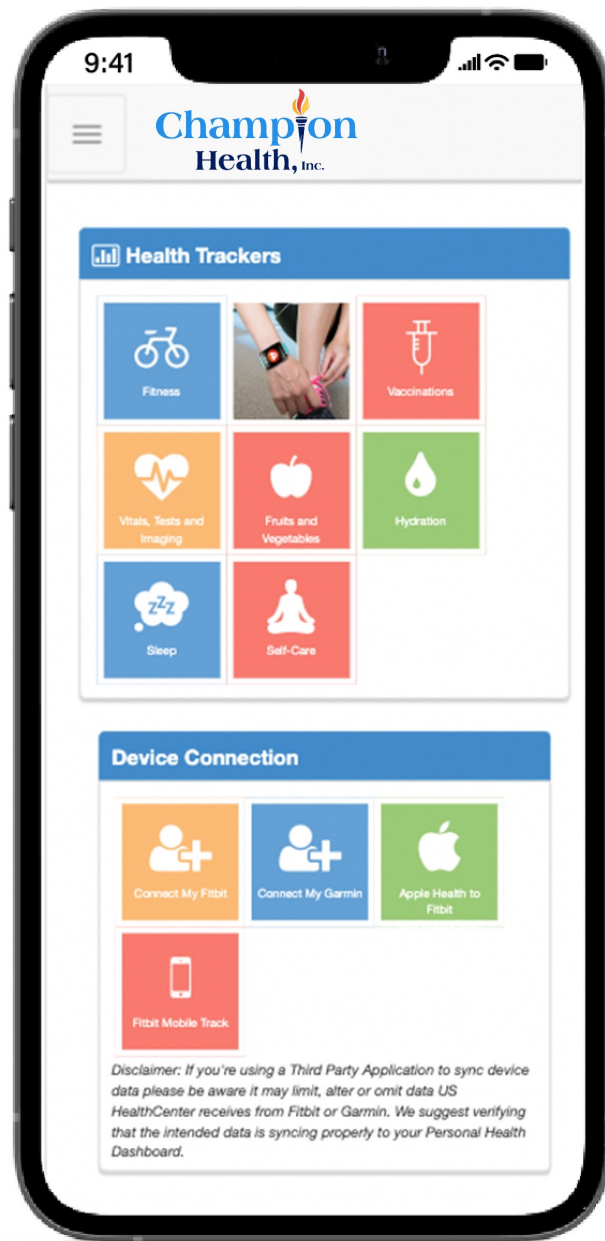 9:41
Champion
Health, Inc.
Health Trackers
Fitness
Vaccinations
Vitals, Tests and
Imaging
Fruits and
Vegetables
Hydration
zzz
Sleep
Self-Care
Device Connection
Connect My Fitbit
Connect My Garmin
Apple Health to
Fitbit
Fitbit Mobile Track
Disclaimer: If you're using a Third Party Application to sync device
data please be aware it may limit, alter or omit data US
HealthCenter receives from Fitbit or Garmin. We suggest verifying
that the intended data is syncing properly to your Personal Health
Dashboard.